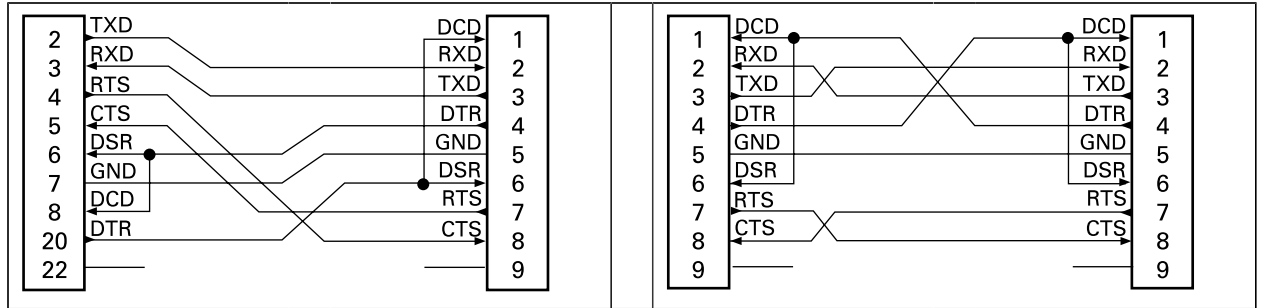 TXD
2
RXD
3
RTS
4
CTS
5
DSR
6
GND
7
DCD
8
DTR
20
22
DCD
1
RXD
2
TXD
3
DTR
4
GND
5
DSR
6
RTS
7
CTS
8
9
DCD
1
RXD
2
TXD
3
DTR
4
GND
5
DSR
6
RTS
7
CTS
8
9
DCD
1
RXD
2
TXD
3
DTR
4
GND
5
DSR
6
RTS
7
CTS
8
9